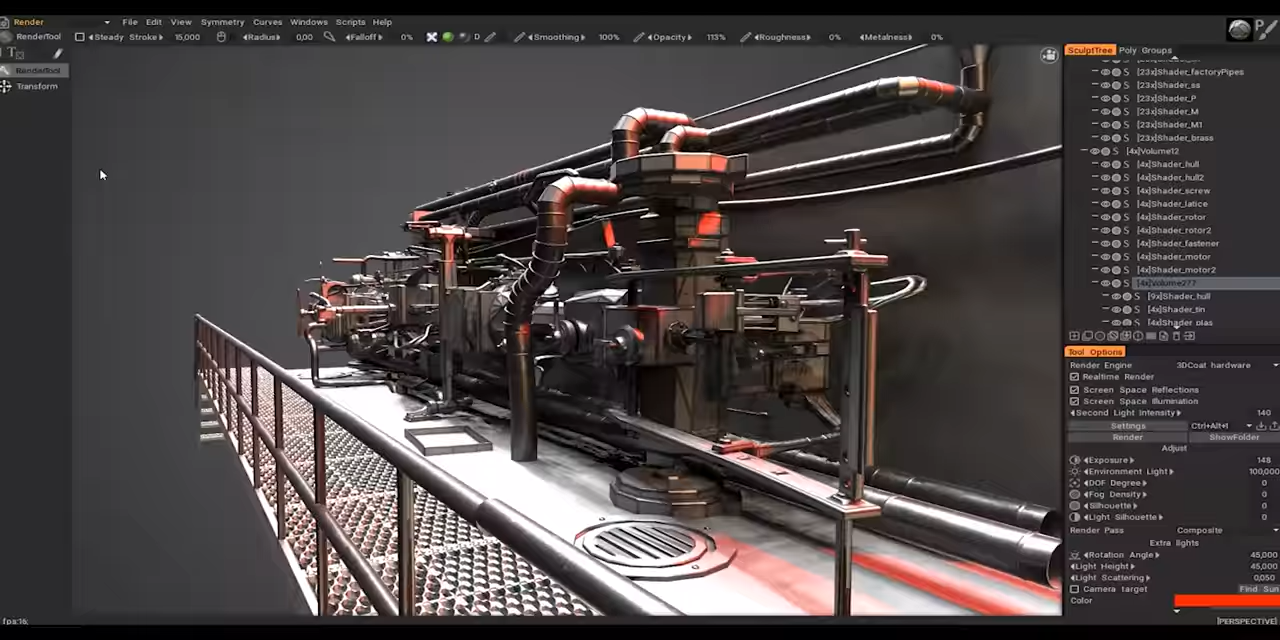 Render File Edit View Symmetry Curves Windows Scripts Help
RenderTool Steady Stroke 15,000 Radius 0,00 Falloff 0% D Smoothing 100% Opacity 113% Roughness 0% Metalness 0%
RenderTool
Transform
SculptTree Poly Groups
[23x]Shader_factoryPipes
[23x]Shader_ss
[23x]Shader_P
[23x]Shader_M
[23x]Shader_M1
[23x]Shader_brass
[4x]Volume12
[4x]Shader_hull
[4x]Shader_hull2
[4x]Shader_screw
[4x]Shader_latice
[4x]Shader_rotor
[4x]Shader_rotor2
[4x]Shader_fastener
[4x]Shader_motor
[4x]Shader_motor2
[4x]Volume277
[9x]Shader_hull
[4x]Shader_tin
[4x]Shader_plas
Tool Options
Render Engine 3DCoat hardware
Realtime Render
Screen Space Reflections
Screen Space Illumination
Second Light Intensity 140
Settings Ctrl+Alt+I
Render ShowFolder
Adjust
Exposure 148
Environment Light 100,000
DOF Degree 0
Fog Density 0
Silhouette 0
Light Silhouette 0
Render Pass Composite
Extra lights
Rotation Angle 45,000
Light Height 45,000
Light Scattering 0,050
Camera target Find Sun
Color
fps:16; [PERSPECTIVE]